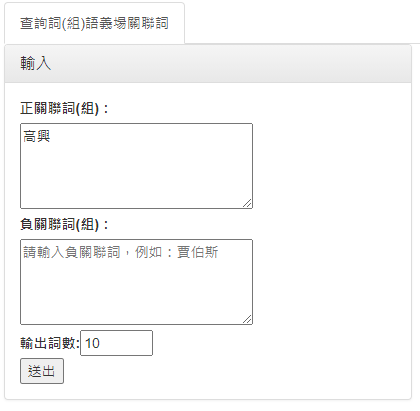 查詢詞(組)語義場關聯詞
輸入
正關聯詞(組)：
高興
負關聯詞(組)：
請輸入負關聯詞，例如：賈伯斯
輸出詞數: 10
送出